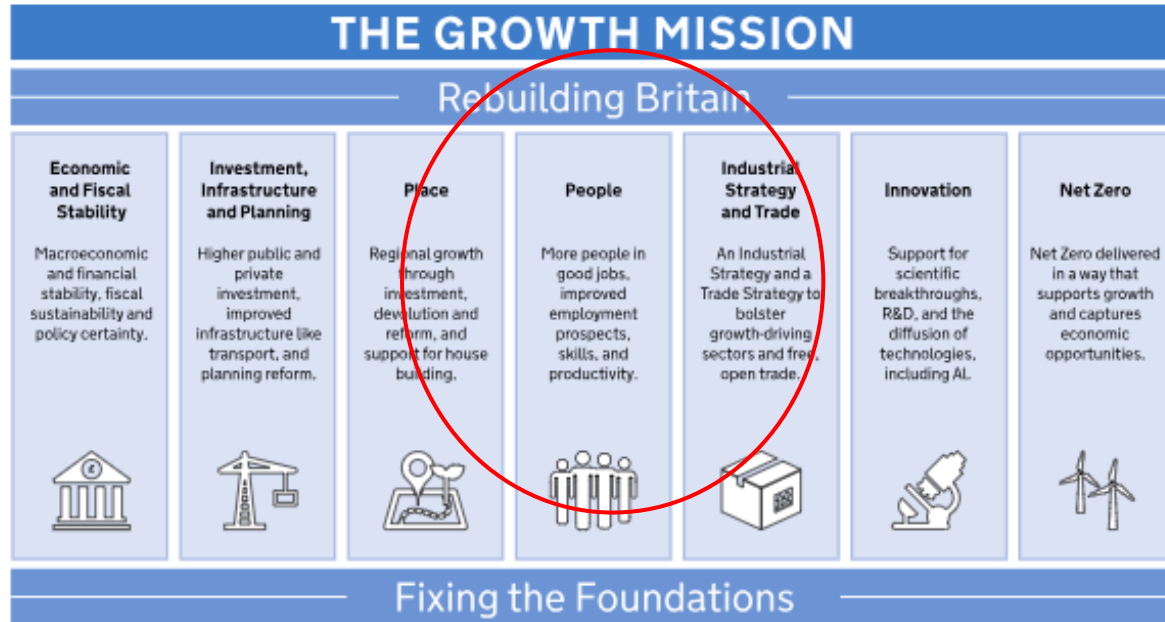 THE GROWTH MISSION
Rebuilding Britain
Economic
and Fiscal
Stability
Macroeconomic
and financial
stability, fiscal
sustainability and
policy certainty.
Investment,
Infrastructure
and Planning
Higher public and
private
investment,
improved
infrastructure like
transport, and
planning reform.
Place
Regional growth
through
investment,
devolution and
reform, and
support for house
building.
People
More people in
good jobs,
improved
employment
prospects,
skills, and
productivity.
Industrial
Strategy
and Trade
An Industrial
Strategy and a
Trade Strategy to
bolster
growth-driving
sectors and free,
open trade.
Innovation
Support for
scientific
breakthroughs,
R&D, and the
diffusion of
technologies,
including AI.
Net Zero
Net Zero delivered
in a way that
supports growth
and captures
economic
opportunities.
£
Fixing the Foundations